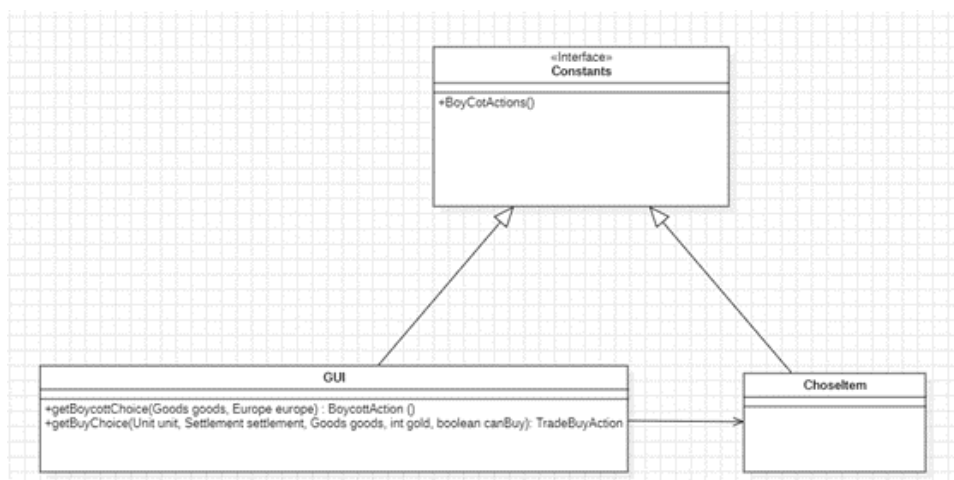 «Interface»
Constants
+BoyCotActions()
GUI
+getBoycottChoice(Goods goods, Europe europe) : BoycottAction ()
+getBuyChoice(Unit unit, Settlement settlement, Goods goods, int gold, boolean canBuy): TradeBuyAction
ChoseItem